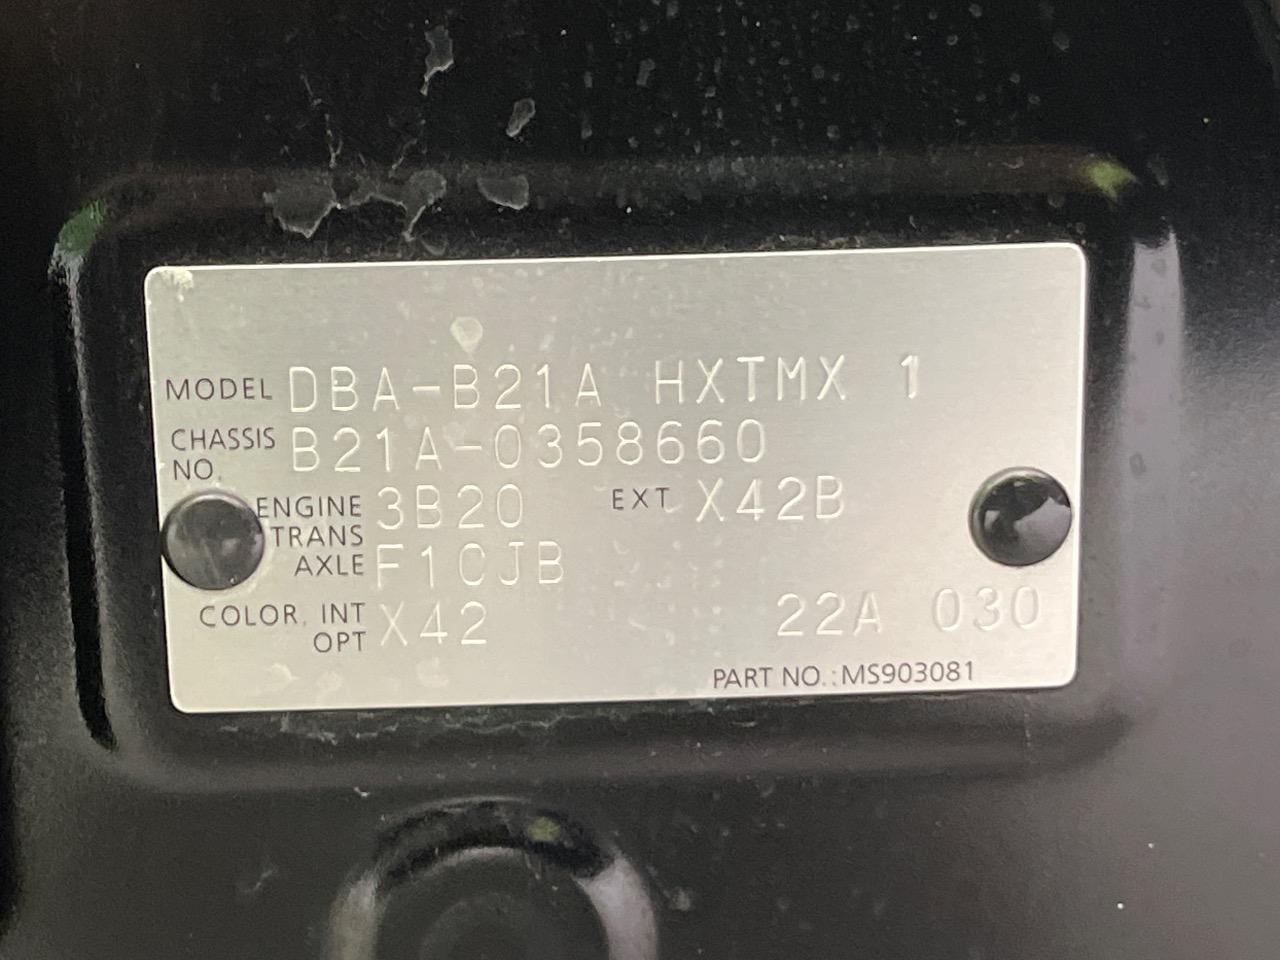 MODEL DBA-B21A HXTMX 1
CHASSIS NO. B21A-0358660
ENGINE 3B20 EXT X42B
TRANS
AXLE F1CJB
COLOR, INT X42 22A 030
OPT
PART NO.:MS903081